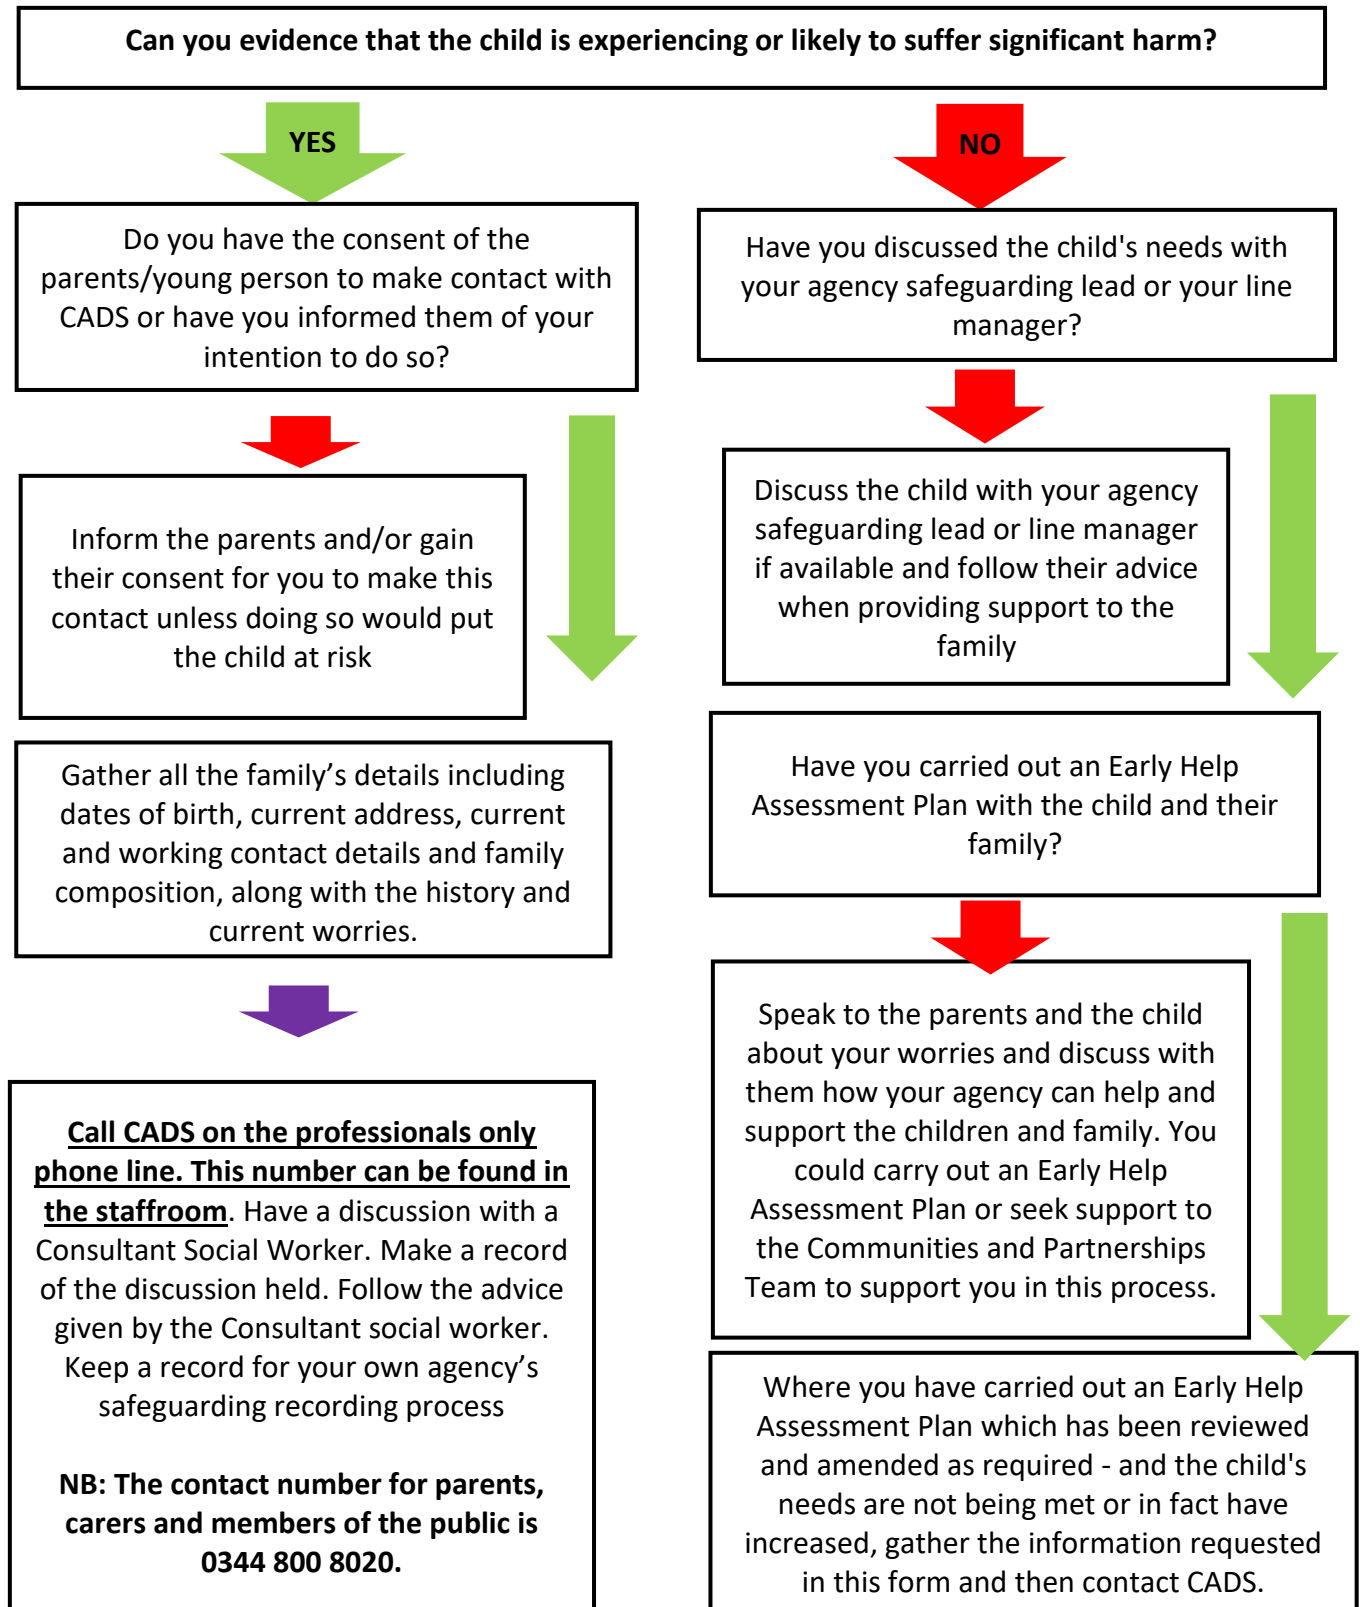 Can you evidence that the child is experiencing or likely to suffer significant harm?
YES
NO
Do you have the consent of the
parents/young person to make contact with
CADS or have you informed them of your
intention to do so?
Inform the parents and/or gain
their consent for you to make this
contact unless doing so would put
the child at risk
Gather all the family’s details including
dates of birth, current address, current
and working contact details and family
composition, along with the history and
current worries.
Call CADS on the professionals only
phone line. This number can be found in
the staffroom. Have a discussion with a
Consultant Social Worker. Make a record
of the discussion held. Follow the advice
given by the Consultant social worker.
Keep a record for your own agency’s
safeguarding recording process
NB: The contact number for parents,
carers and members of the public is
0344 800 8020.
Have you discussed the child's needs with
your agency safeguarding lead or your line
manager?
Discuss the child with your agency
safeguarding lead or line manager
if available and follow their advice
when providing support to the
family
Have you carried out an Early Help
Assessment Plan with the child and their
family?
Speak to the parents and the child
about your worries and discuss with
them how your agency can help and
support the children and family. You
could carry out an Early Help
Assessment Plan or seek support to
the Communities and Partnerships
Team to support you in this process.
Where you have carried out an Early Help
Assessment Plan which has been reviewed
and amended as required - and the child's
needs are not being met or in fact have
increased, gather the information requested
in this form and then contact CADS.